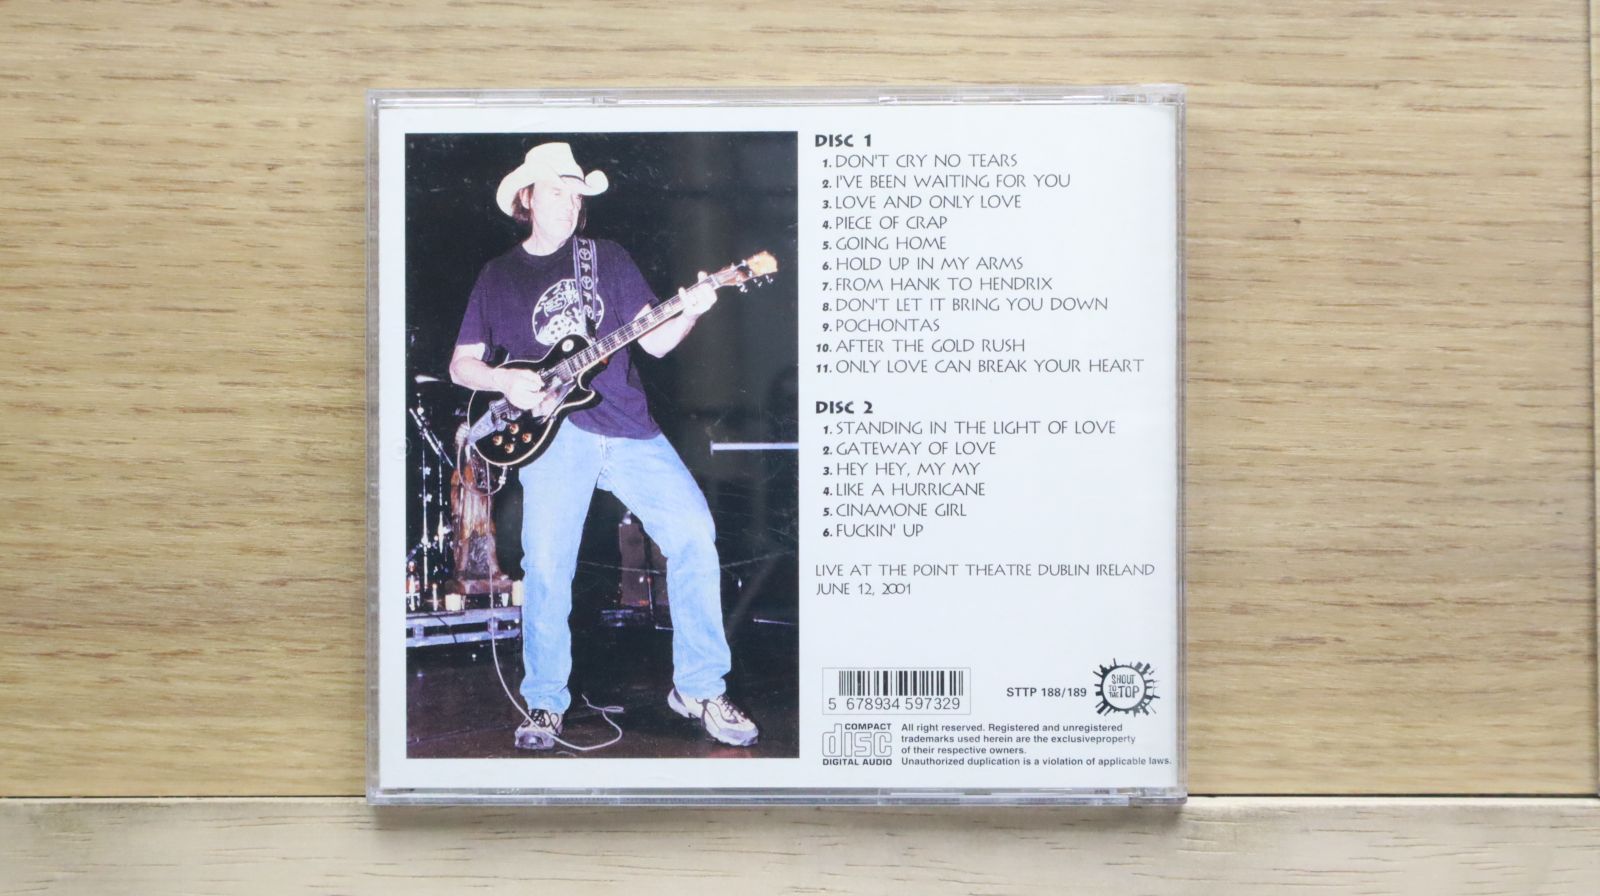 DISC 1
1. DON'T CRY NO TEARS
2. I'VE BEEN WAITING FOR YOU
3. LOVE AND ONLY LOVE
4. PIECE OF CRAP
5. GOING HOME
6. HOLD UP IN MY ARMS
7. FROM HANK TO HENDRIX
8. DON'T LET IT BRING YOU DOWN
9. POCHONTAS
10. AFTER THE GOLD RUSH
11. ONLY LOVE CAN BREAK YOUR HEART
DISC 2
1. STANDING IN THE LIGHT OF LOVE
2. GATEWAY OF LOVE
3. HEY HEY, MY MY
4. LIKE A HURRICANE
5. CINAMONE GIRL
6. FUCKIN' UP
LIVE AT THE POINT THEATRE DUBLIN IRELAND
JUNE 12, 2001
5 678934 597329
STTP 188/189
SHOUT
TO THE TOP
COMPACT
disc
DIGITAL AUDIO
All right reserved. Registered and unregistered
trademarks used herein are the exclusiveproperty
of their respective owners.
Unauthorized duplication is a violation of applicable laws.